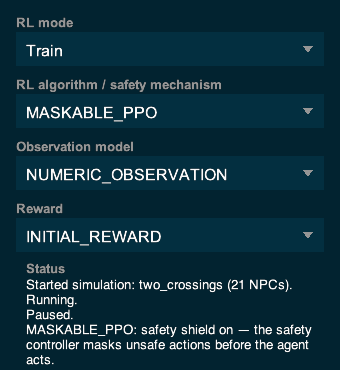 RL mode
Train
RL algorithm / safety mechanism
MASKABLE_PPO
Observation model
NUMERIC_OBSERVATION
Reward
INITIAL_REWARD
Status
Started simulation: two_crossings (21 NPCs).
Running.
Paused.
MASKABLE_PPO: safety shield on — the safety
controller masks unsafe actions before the agent
acts.